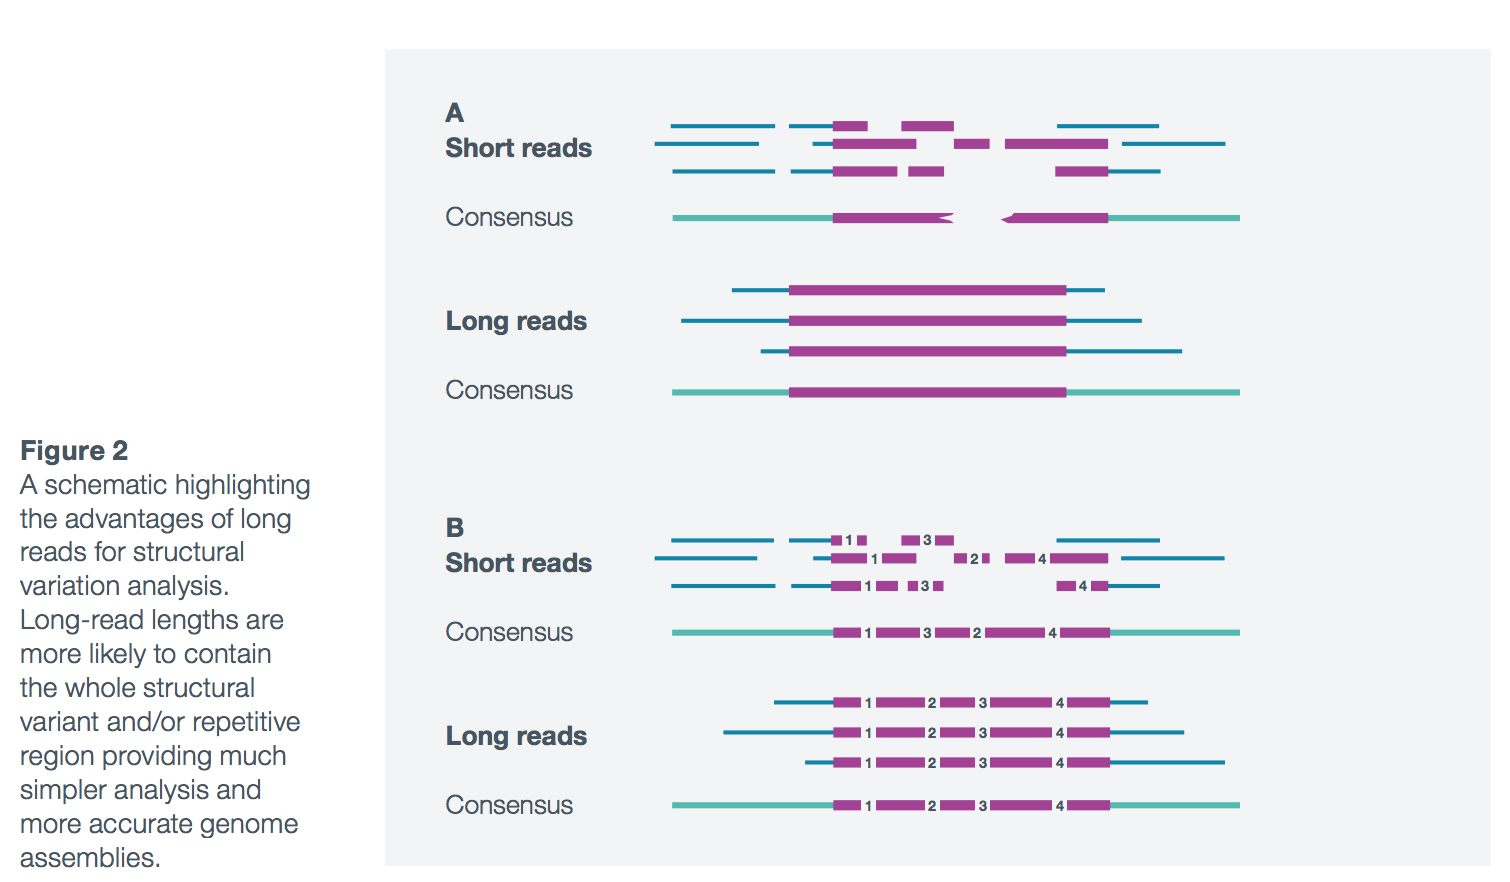 A
Short reads
Consensus
Long reads
Consensus
Figure 2
A schematic highlighting
the advantages of long
reads for structural
variation analysis.
Long-read lengths are
more likely to contain
the whole structural
variant and/or repetitive
region providing much
simpler analysis and
more accurate genome
assemblies.
B
1 3
Short reads 1 2 4
1 3 4
Consensus 1 3 2 4
1 2 3 4
Long reads 1 2 3 4
1 2 3 4
Consensus 1 2 3 4